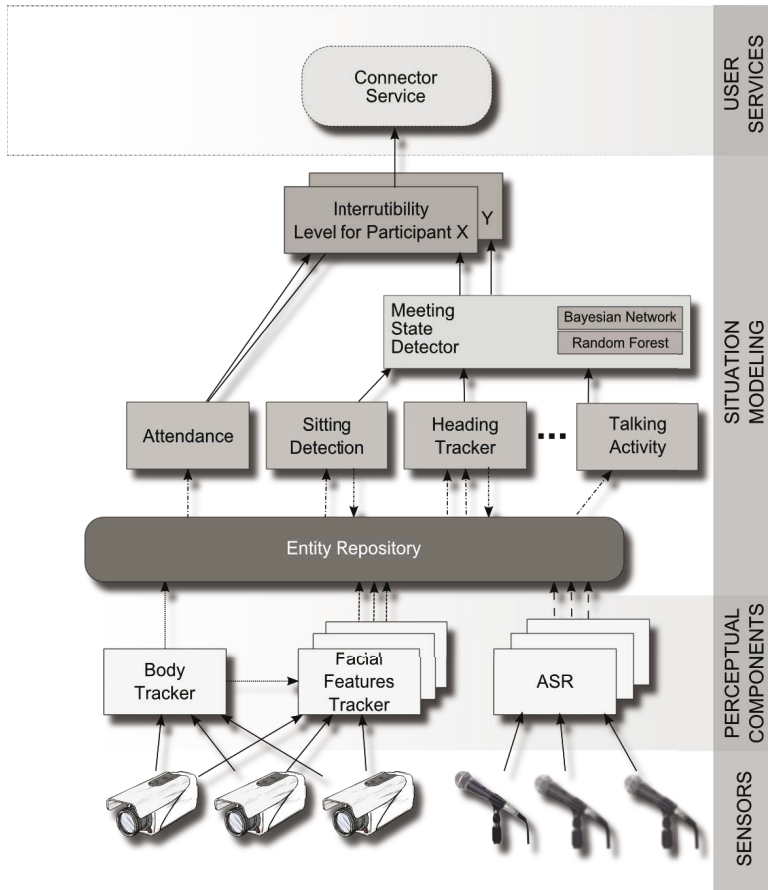 Connector
Service
USER
SERVICES
Interrutibility
Level for Participant X
Y
Meeting
State
Detector
Bayesian Network
Random Forest
SITUATION
MODELING
Attendance
Sitting
Detection
Heading
Tracker
...
Talking
Activity
Entity Repository
Body
Tracker
Facial
Features
Tracker
ASR
PERCEPTUAL
COMPONENTS
SENSORS